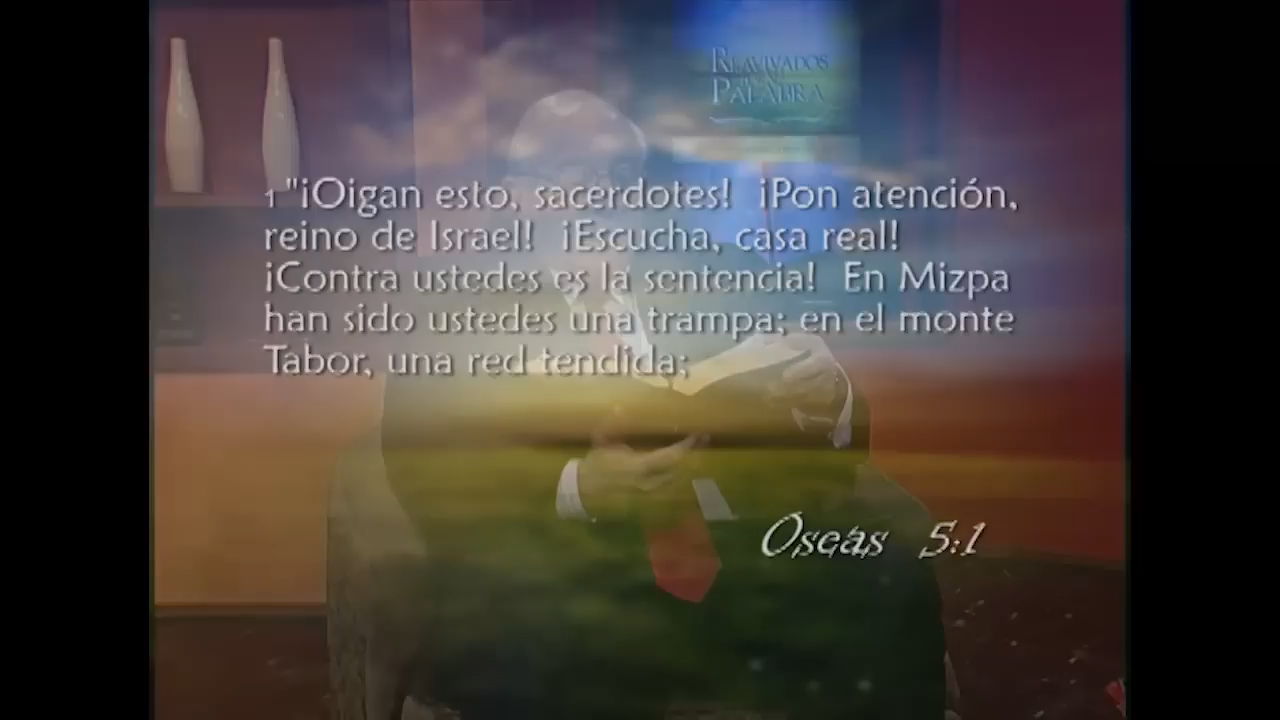 REAVIVADOS
PALABRA
1 "¡Oigan esto, sacerdotes!  ¡Pon atención,
reino de Israel!  ¡Escucha, casa real!
¡Contra ustedes es la sentencia!  En Mizpa
han sido ustedes una trampa; en el monte
Tabor, una red tendida;
Oseas 5:1